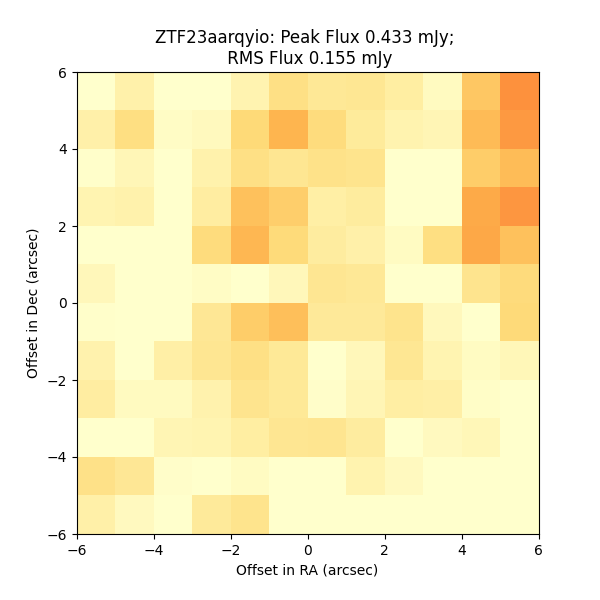 ZTF23aarqyio: Peak Flux 0.433 mJy;
RMS Flux 0.155 mJy
6
4
2
0
−2
−4
−6
Offset in Dec (arcsec)
−6 −4 −2 0 2 4 6
Offset in RA (arcsec)